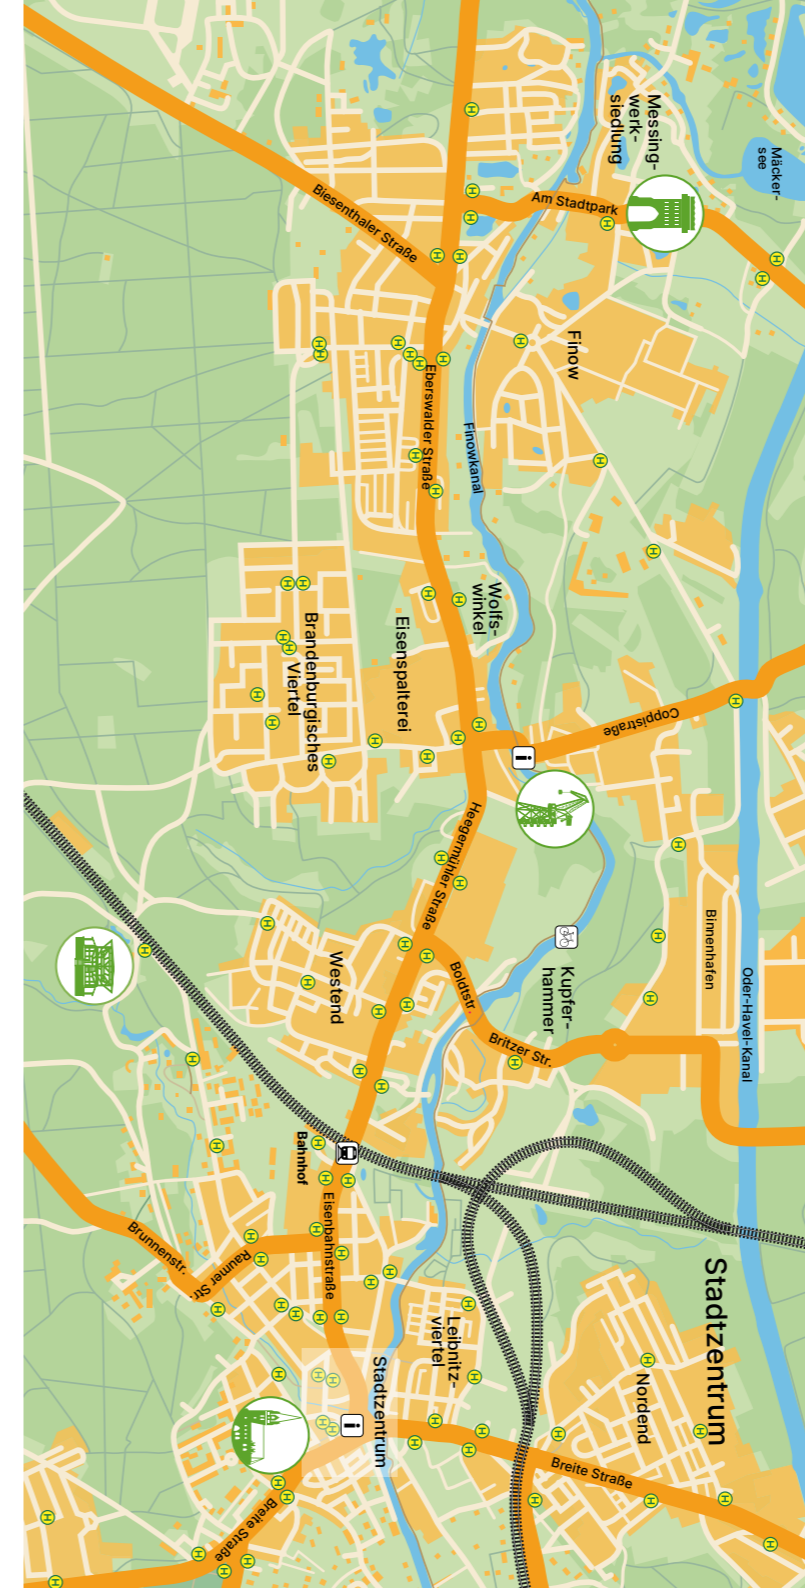 Messing-
werk-
siedlung
Mäcker-
see
Am Stadtpark
Biesenthaler Straße
Finow
Eberswalder Straße
Finowkanal
Wolfs-
winkel
Eisenspalterei
Brandenburgisches
Viertel
Coppistraße
Heegermühler Straße
Binnenhafen
Oder-Havel-Kanal
Kupfer-
hammer
Westend
Boldtstr.
Britzer Str.
Bahnhof
Eisenbahnstraße
Brunnenstr.
Raumer Str.
Stadtzentrum
Leibnitz-
viertel
Nordend
Stadtzentrum
Breite Straße
Breite Straße